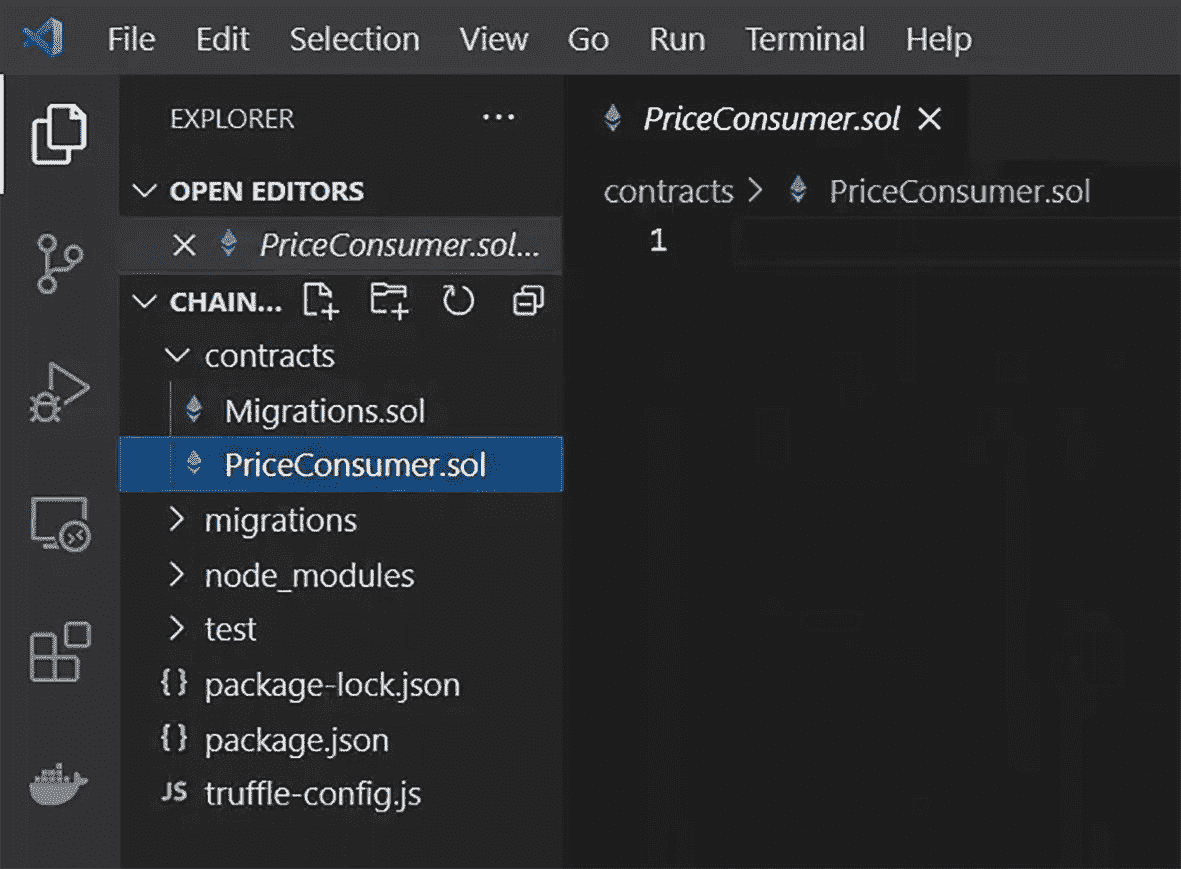 File Edit Selection View Go Run Terminal Help
EXPLORER ...
OPEN EDITORS
PriceConsumer.sol...
CHAIN...
contracts
Migrations.sol
PriceConsumer.sol
migrations
node_modules
test
{} package-lock.json
{} package.json
JS truffle-config.js
PriceConsumer.sol
contracts > PriceConsumer.sol
1